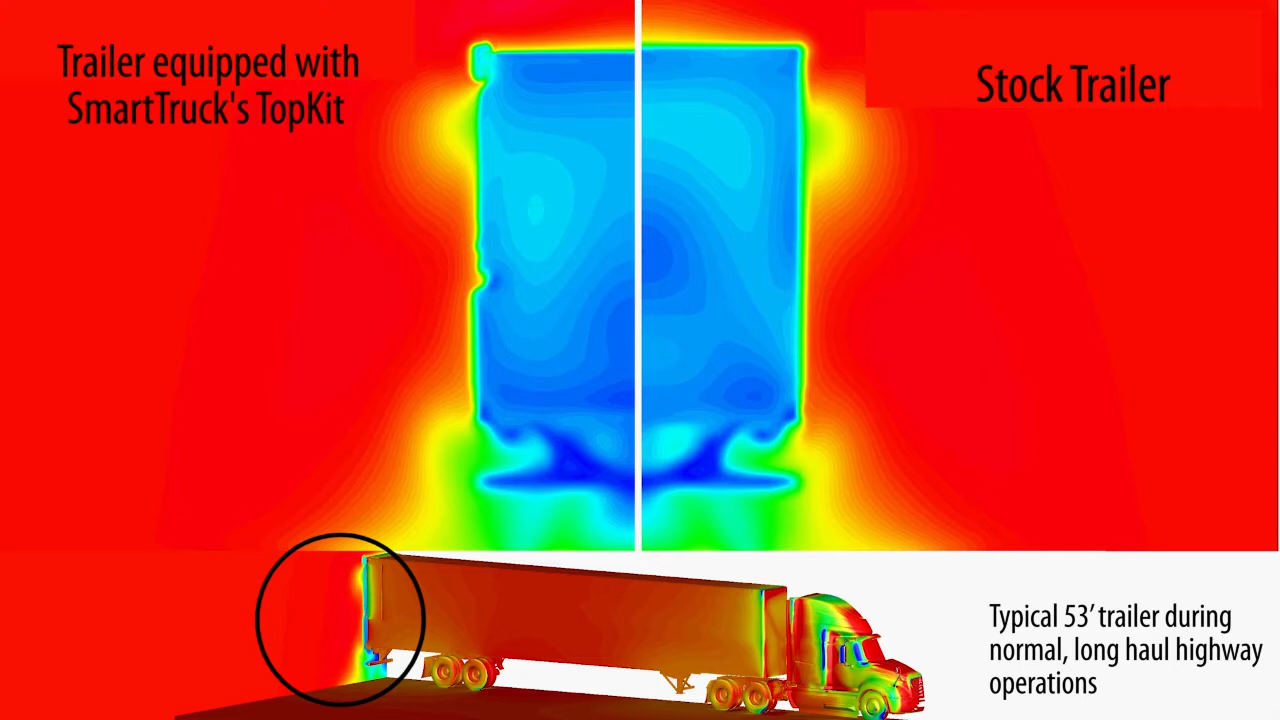 Trailer equipped with
SmartTruck's TopKit
Stock Trailer
Typical 53’ trailer during
normal, long haul highway
operations